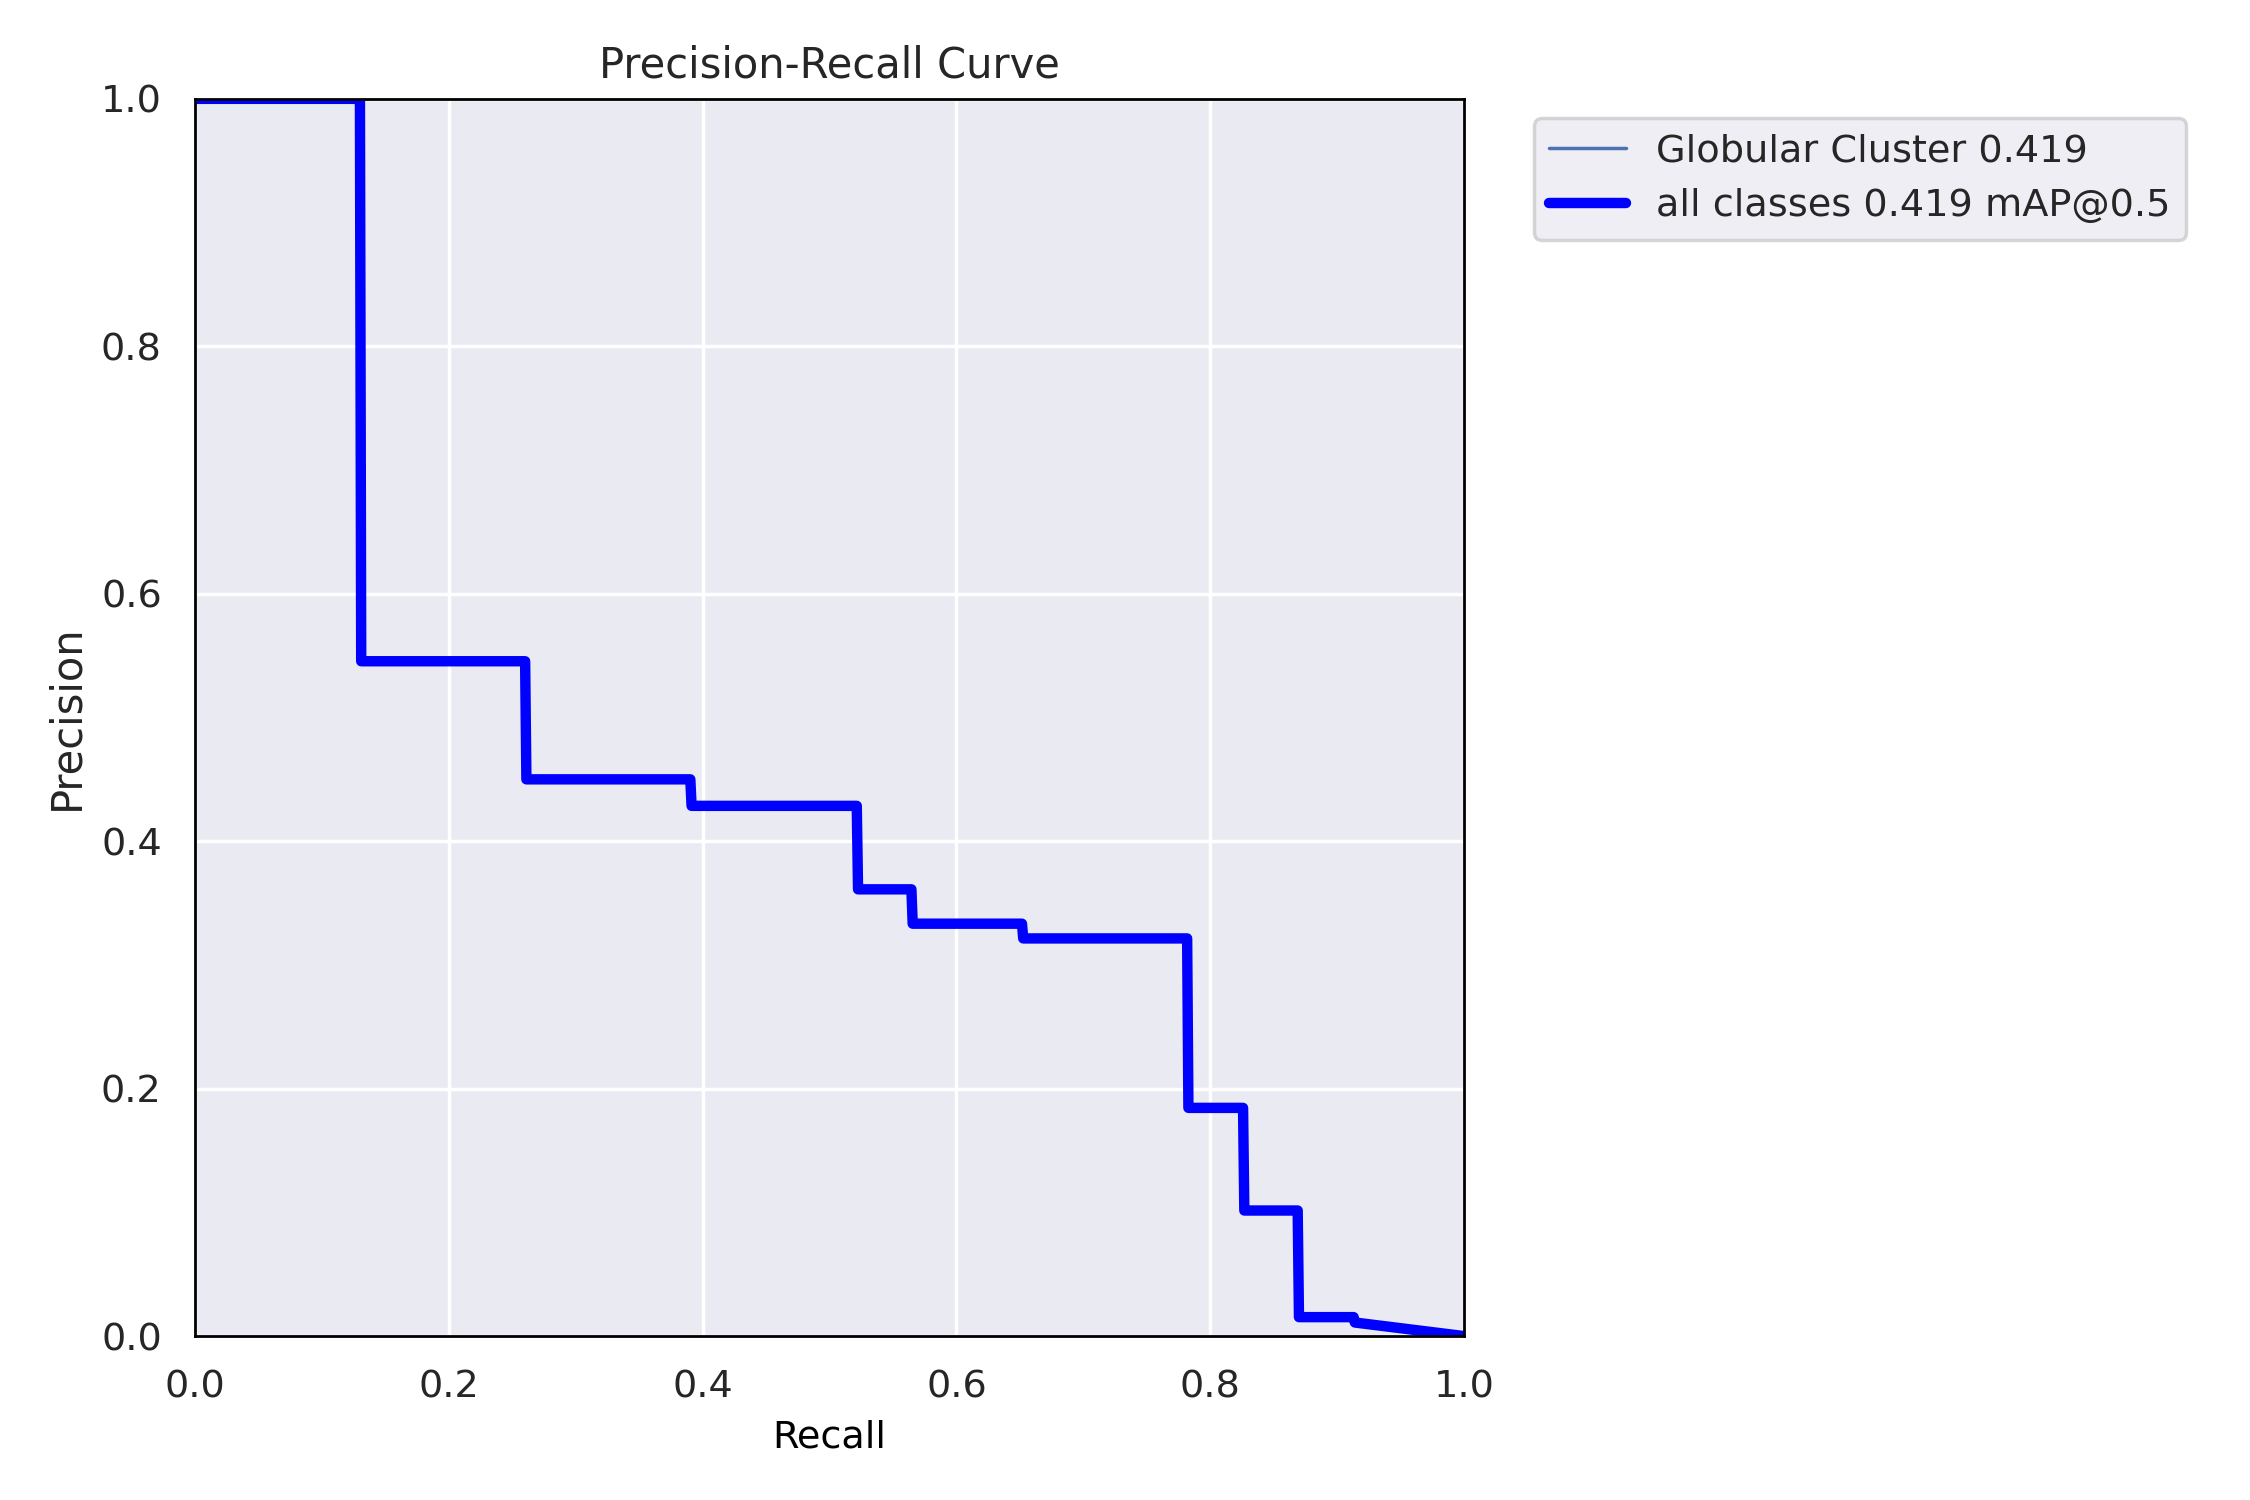 Precision-Recall Curve
1.0
0.8
0.6
0.4
0.2
0.0
Precision
0.0 0.2 0.4 0.6 0.8 1.0
Recall
Globular Cluster 0.419
all classes 0.419 mAP@0.5